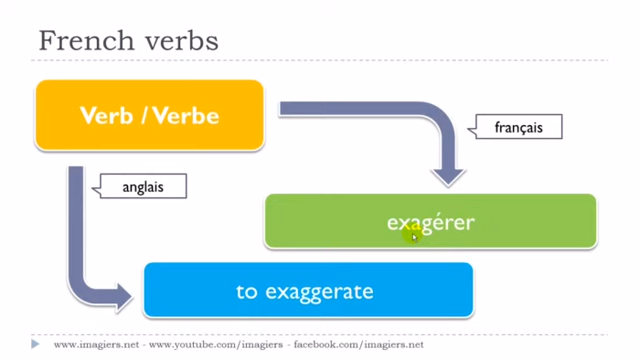 French verbs
Verb / Verbe
français
anglais
exagérer
to exaggerate
www.imagiers.net - www.youtube.com/imagiers - facebook.com/imagiers.net